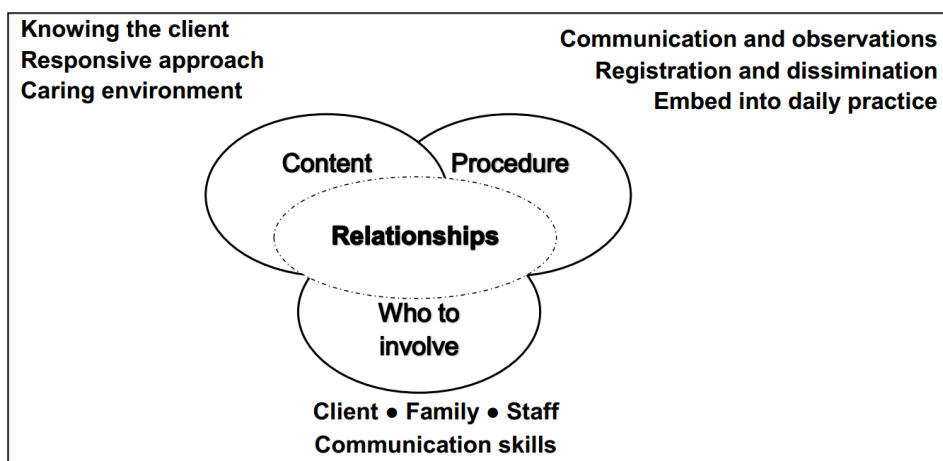 Knowing the client
Responsive approach
Caring environment
Communication and observations
Registration and dissimination
Embed into daily practice
Content
Procedure
Relationships
Who to
involve
Client ● Family ● Staff
Communication skills